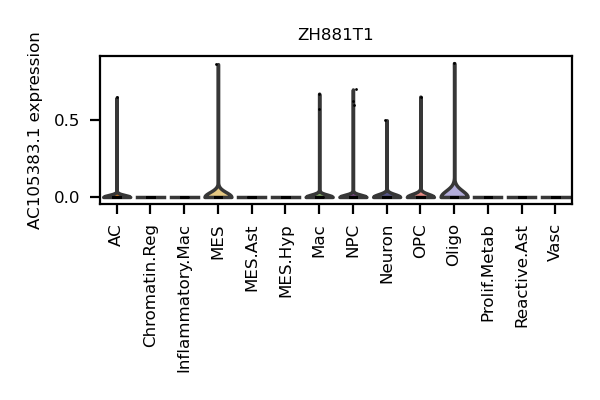 ZH881T1
AC105383.1 expression
0.5
0.0
AC
Chromatin.Reg
Inflammatory.Mac
MES
MES.Ast
MES.Hyp
Mac
NPC
Neuron
OPC
Oligo
Prolif.Metab
Reactive.Ast
Vasc